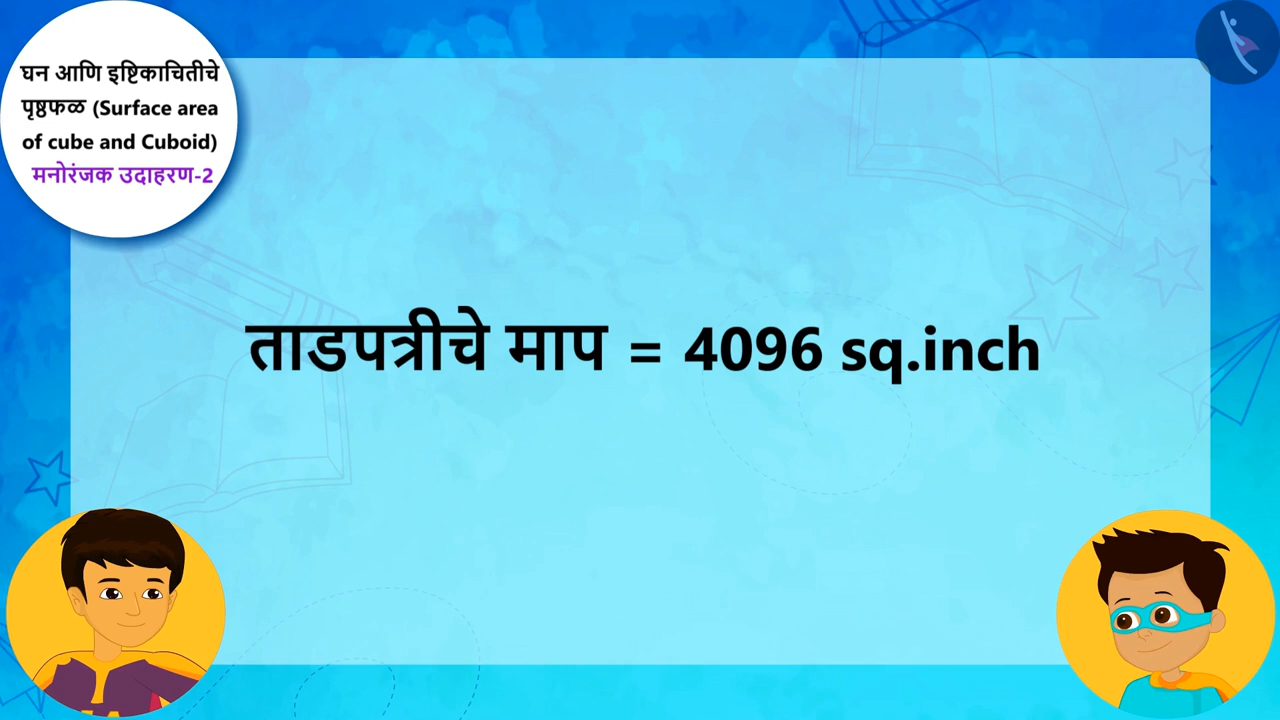 घन आणि इष्टिकाचितीचे
पृष्ठफळ (Surface area
of cube and Cuboid)
मनोरंजक उदाहरण-2
ताडपत्रीचे माप = 4096 sq.inch